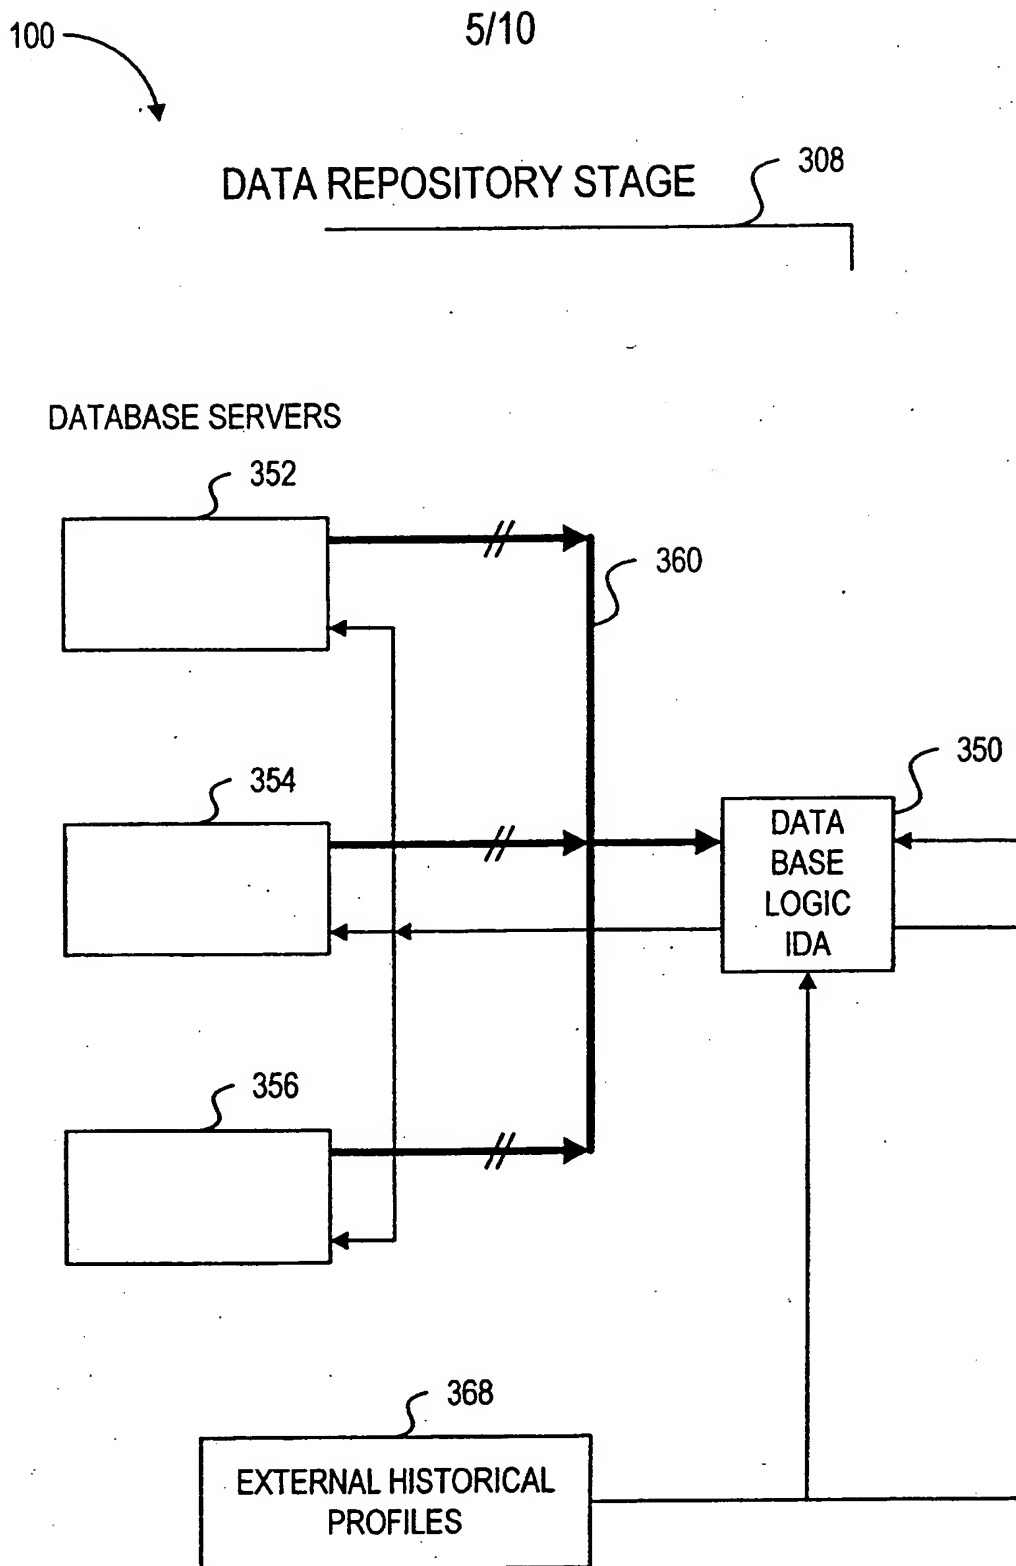 100
5/10
DATA REPOSITORY STAGE
308
DATABASE SERVERS
352
360
354
350
DATA
BASE
LOGIC
IDA
356
368
EXTERNAL HISTORICAL
PROFILES